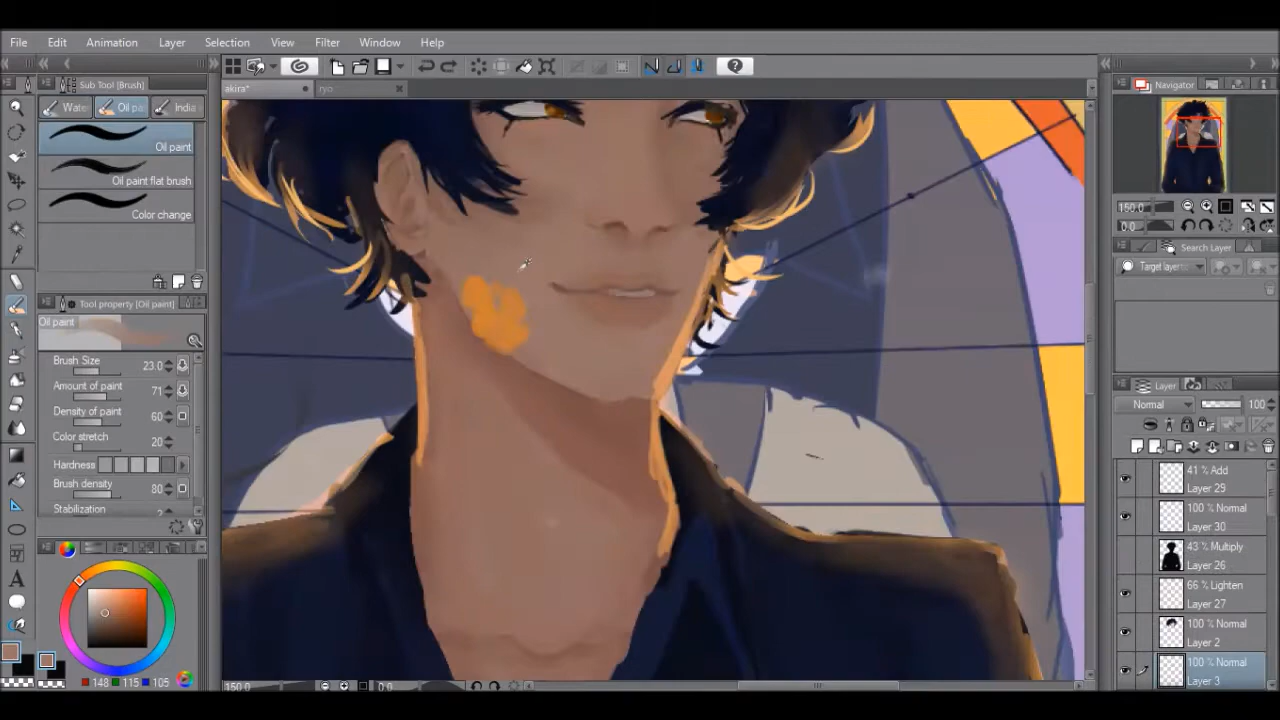 File Edit Animation Layer Selection View Filter Window Help
Sub Tool [Brush]
Navigator
akira*
ryo
Wate
Oil pa
India
Oil paint
Oil paint flat brush
Color change
150.0
0.0
Search Layer
Target layer
Tool property [Oil paint]
Oil paint
Brush Size 23.0
Amount of paint 71
Density of paint 60
Color stretch 20
Hardness
Brush density 80
Stabilization
Layer
Normal 100
41 % Add
Layer 29
100 % Normal
Layer 30
43 % Multiply
Layer 26
66 % Lighten
Layer 27
100 % Normal
Layer 2
100 % Normal
Layer 3
148 115 105
150.0 0.0